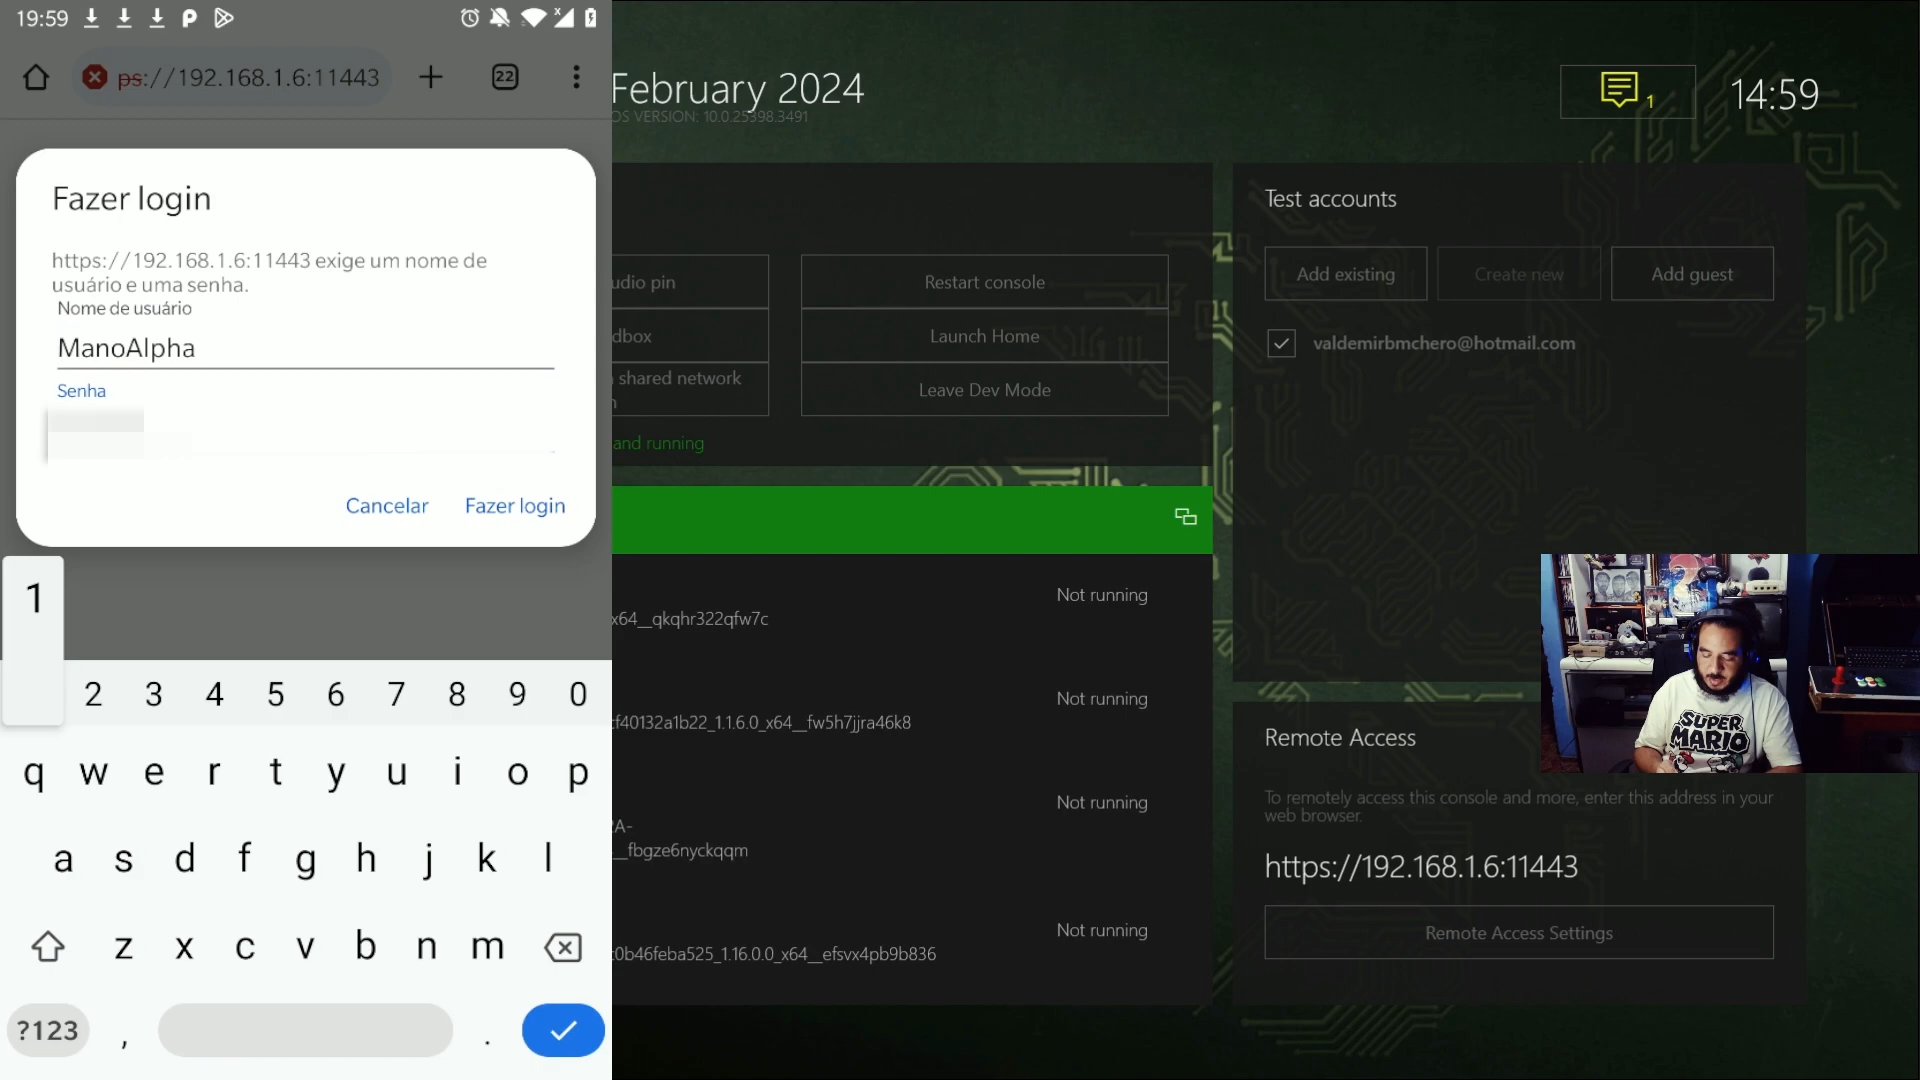 19:59
ps://192.168.1.6:11443
22
Fazer login
https://192.168.1.6:11443 exige um nome de
usuário e uma senha.
Nome de usuário
ManoAlpha
Senha
Cancelar
Fazer login
1
2 3 4 5 6 7 8 9 0
q w e r t y u i o p
a s d f g h j k l
z x c v b n m
?123 , .
February 2024
OS VERSION: 10.0.25398.3491
1
14:59
udio pin
dbox
shared network
Restart console
Launch Home
Leave Dev Mode
and running
Not running
x64__qkqhr322qfw7c
Not running
cf40132a1b22_1.1.6.0_x64__fw5h7jjra46k8
Not running
A-
__fbgze6nyckqqm
Not running
c0b46feba525_1.16.0.0_x64__efsvx4pb9b836
Test accounts
Add existing
Create new
Add guest
valdemirbmchero@hotmail.com
SUPER
MARIO
Remote Access
To remotely access this console and more, enter this address in your
web browser.
https://192.168.1.6:11443
Remote Access Settings